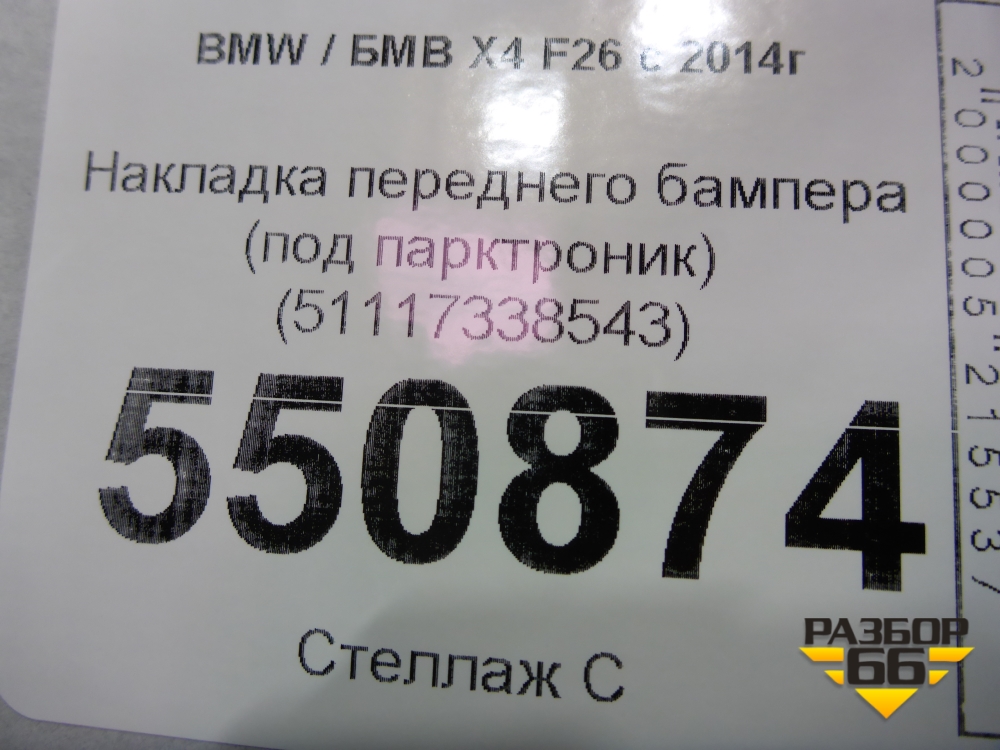 BMW / БМВ X4 F26 с 2014г
Накладка переднего бампера
(под парктроник)
(51117338543)
550874
Стеллаж С
РАЗБОР
66